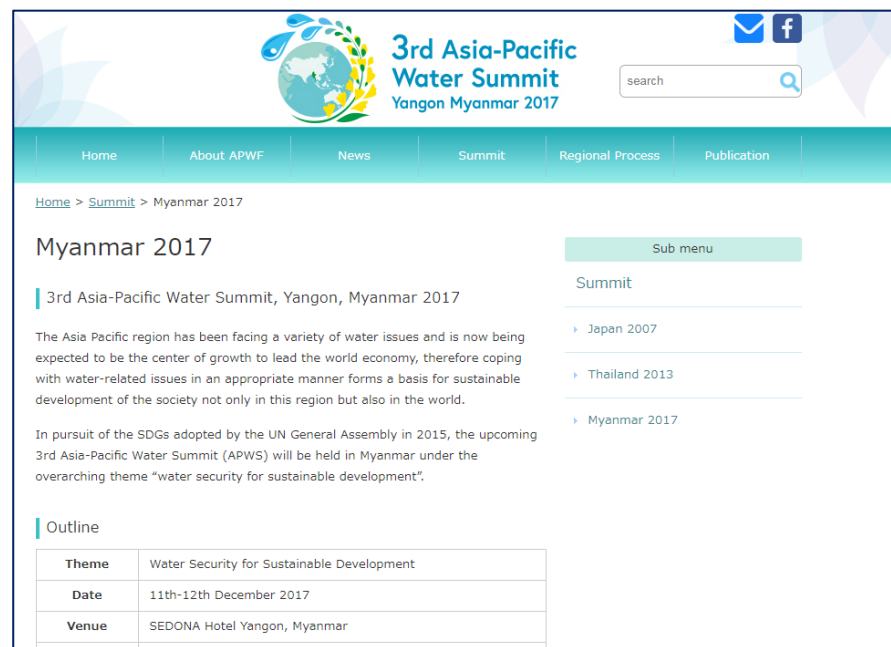 3rd Asia-Pacific
Water Summit
Yangon Myanmar 2017
search
Home
About APWF
News
Summit
Regional Process
Publication
Home > Summit > Myanmar 2017
Myanmar 2017
3rd Asia-Pacific Water Summit, Yangon, Myanmar 2017
The Asia Pacific region has been facing a variety of water issues and is now being
expected to be the center of growth to lead the world economy, therefore coping
with water-related issues in an appropriate manner forms a basis for sustainable
development of the society not only in this region but also in the world.
In pursuit of the SDGs adopted by the UN General Assembly in 2015, the upcoming
3rd Asia-Pacific Water Summit (APWS) will be held in Myanmar under the
overarching theme “water security for sustainable development”.
Outline
Theme Water Security for Sustainable Development
Date 11th-12th December 2017
Venue SEDONA Hotel Yangon, Myanmar
Sub menu
Summit
Japan 2007
Thailand 2013
Myanmar 2017